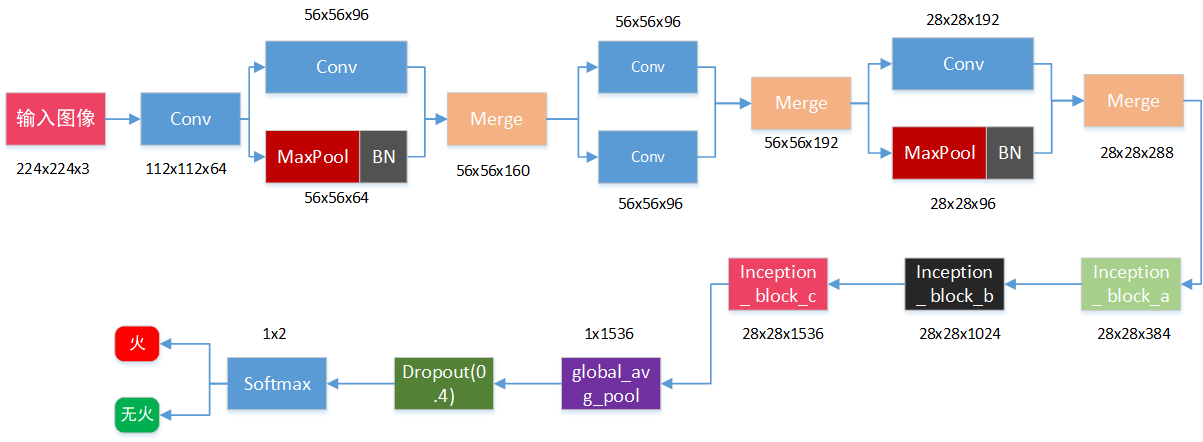 56x56x96
56x56x96
28x28x192
输入图像
Conv
Conv
MaxPool
BN
Merge
Conv
Conv
Merge
Conv
MaxPool
BN
Merge
224x224x3
112x112x64
56x56x64
56x56x160
56x56x96
56x56x192
28x28x96
28x28x288
Inception
_ block_a
28x28x384
Inception
_ block_b
28x28x1024
Inception
_ block_c
28x28x1536
1x1536
global_av
g_pool
Dropout(0
.4)
1x2
Softmax
火
无火